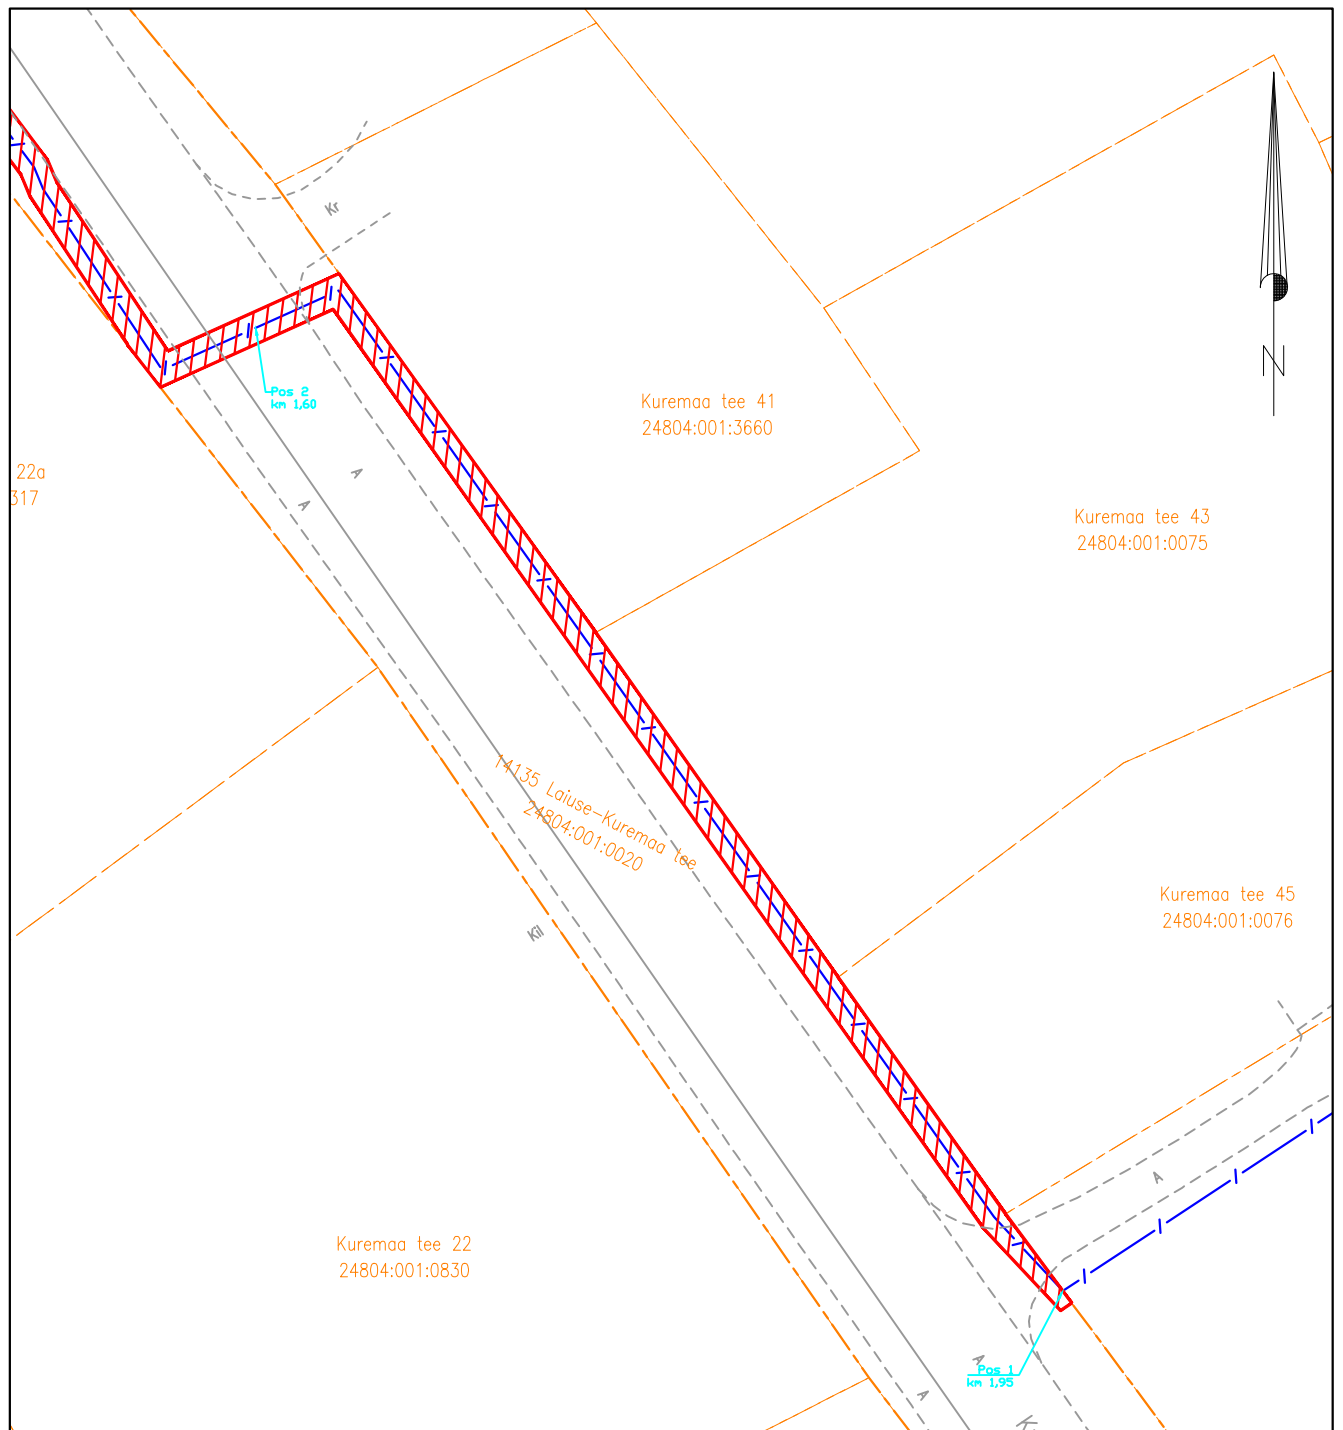 Kr
N
Pos 2
km 1,60
Kuremaa tee 41
24804:001:3660
22a
317
A
A
Kuremaa tee 43
24804:001:0075
14135 Laiuse-Kuremaa tee
24804:001:0020
Kuremaa tee 45
24804:001:0076
Kil
A
Kuremaa tee 22
24804:001:0830
A
Pos 1
km 1,95
A